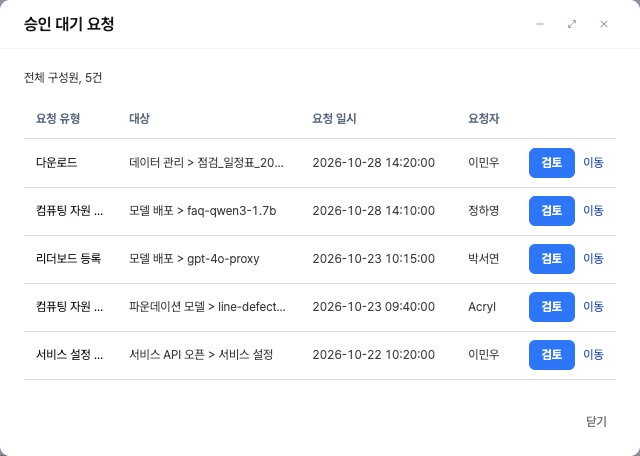 승인 대기 요청
전체 구성원, 5건
요청 유형 대상 요청 일시 요청자
다운로드 데이터 관리 > 점검_일정표_20... 2026-10-28 14:20:00 이민우 검토 이동
컴퓨팅 자원 ... 모델 배포 > faq-qwen3-1.7b 2026-10-28 14:10:00 정하영 검토 이동
리더보드 등록 모델 배포 > gpt-4o-proxy 2026-10-23 10:15:00 박서연 검토 이동
컴퓨팅 자원 ... 파운데이션 모델 > line-defect... 2026-10-23 09:40:00 Acryl 검토 이동
서비스 설정 ... 서비스 API 오픈 > 서비스 설정 2026-10-22 10:20:00 이민우 검토 이동
닫기